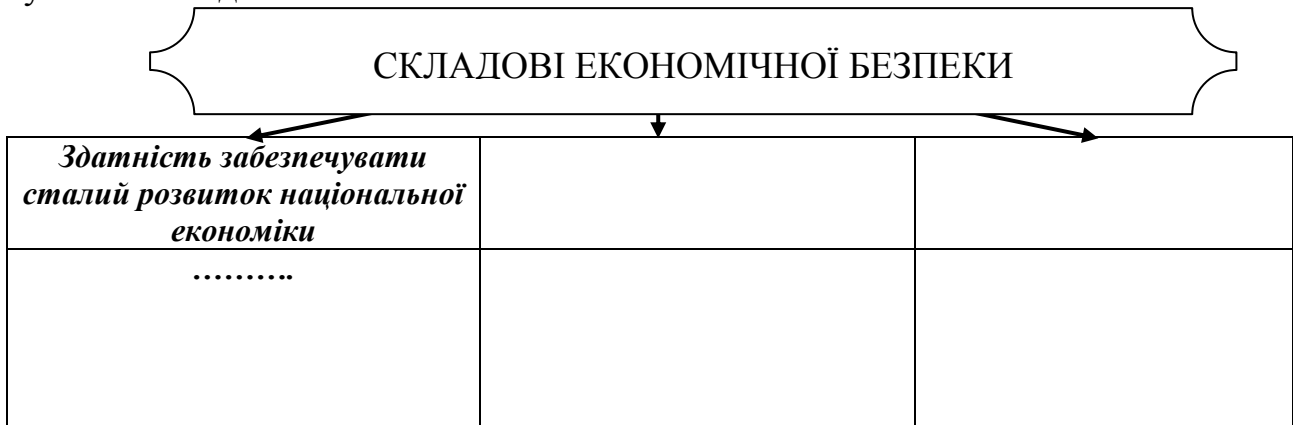 СКЛАДОВІ ЕКОНОМІЧНОЇ БЕЗПЕКИ
Здатність забезпечувати
сталий розвиток національної
економіки
……….